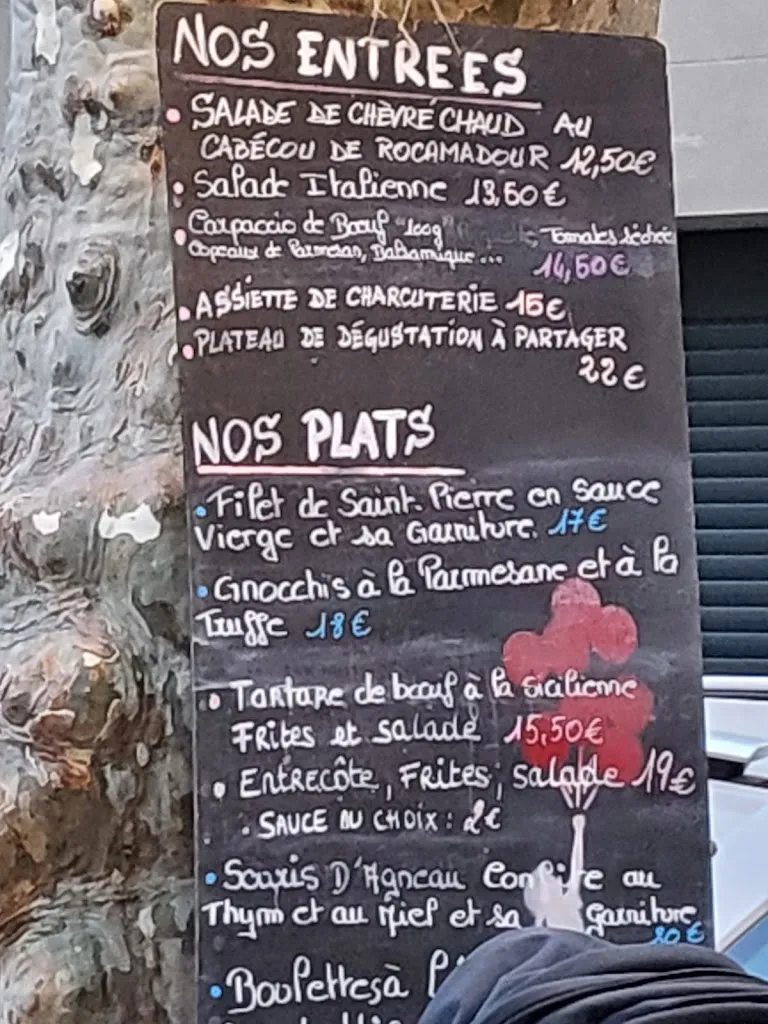 NOS ENTREES
• SALADE DE CHÈVRE CHAUD AU
CABÉCOU DE ROCAMADOUR 12,50€
• Salade Italienne 13,50€
• Carpaccio de Bœuf "100g" Tomates séchées
Copeaux de Parmesan, Balsamique...
14,50€
• ASSIETTE DE CHARCUTERIE 15€
• PLATEAU DE DÉGUSTATION À PARTAGER
22€
NOS PLATS
• Filet de Saint. Pierre en Sauce
Vierge et sa Garniture. 17€
• Gnocchis à la Parmesane et à la
Truffe 18€
• Tartare de bœuf à la Sicilienne
Frites et salade 15,50€
• Entrecôte, Frites, salade 19€
• SAUCE AU CHOIX : 2€
• Souris D'Agneau Confite au
Thym et au Miel et sa Garniture
20€
• Boulettes à l'